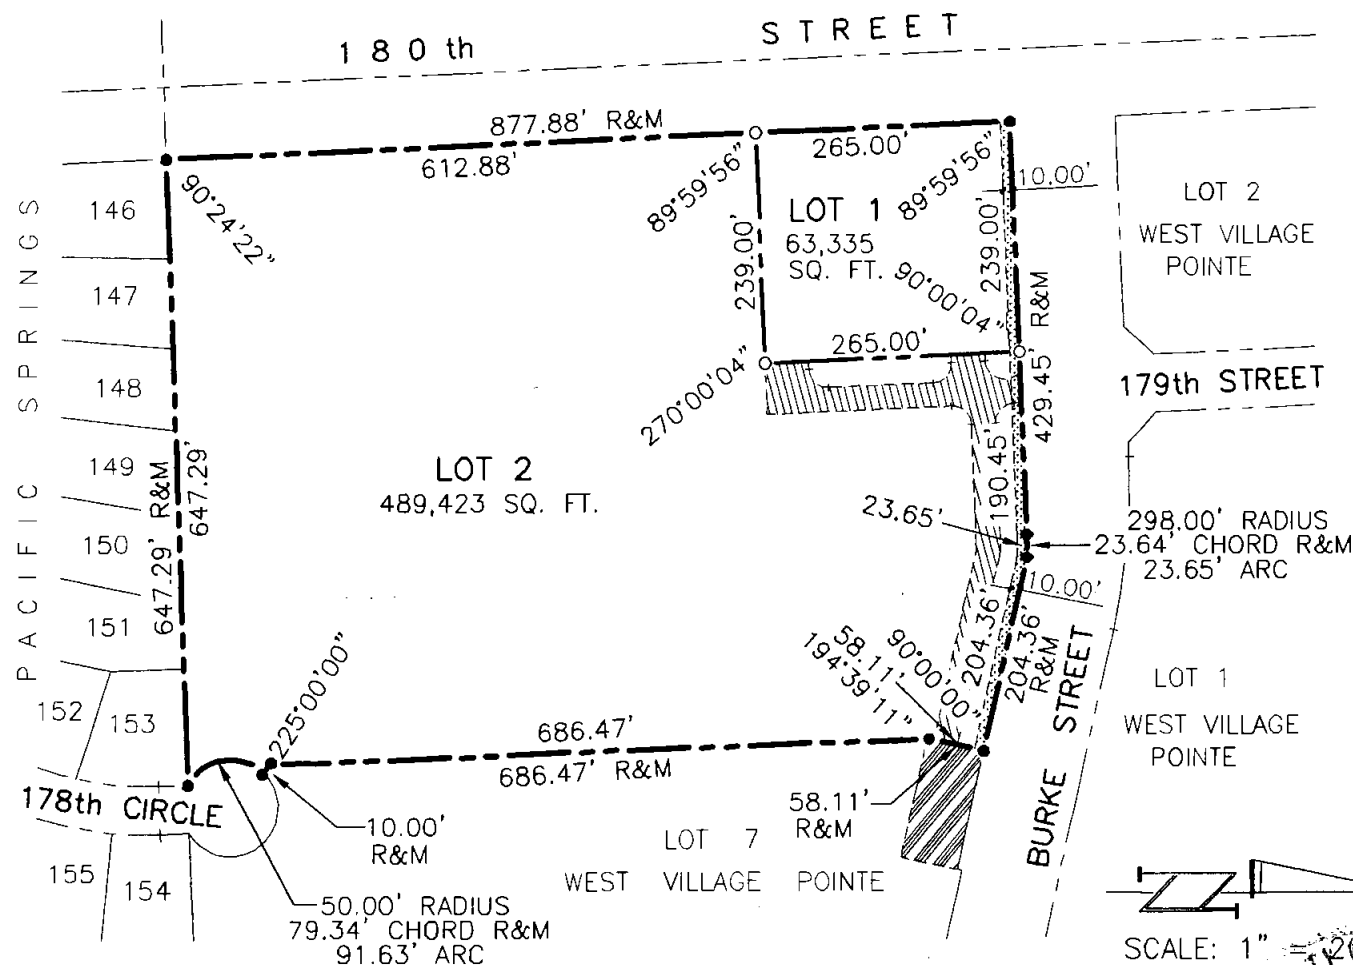 180th STREET
877.88' R&M
612.88'
265.00'
90°24'22"
89°59'56"
89°59'56"
10.00'
LOT 1
63,335
SQ. FT.
239.00'
239.00'
R&M
90°00'04"
265.00'
270°00'04"
429.45'
LOT 2
WEST VILLAGE
POINTE
179th STREET
PACIFIC SPRINGS
146
147
148
149
150
151
152
153
155
154
647.29' R&M
647.29'
LOT 2
489,423 SQ. FT.
190.45'
23.65'
298.00' RADIUS
23.64' CHORD R&M
23.65' ARC
10.00'
204.36'
204.36'
R&M
90°00'00"
58.11'
194°39'11"
225°00'00"
686.47'
686.47' R&M
58.11'
R&M
178th CIRCLE
10.00'
R&M
50.00' RADIUS
79.34' CHORD R&M
91.63' ARC
LOT 7
WEST VILLAGE POINTE
BURKE STREET
LOT 1
WEST VILLAGE
POINTE
SCALE: 1" =